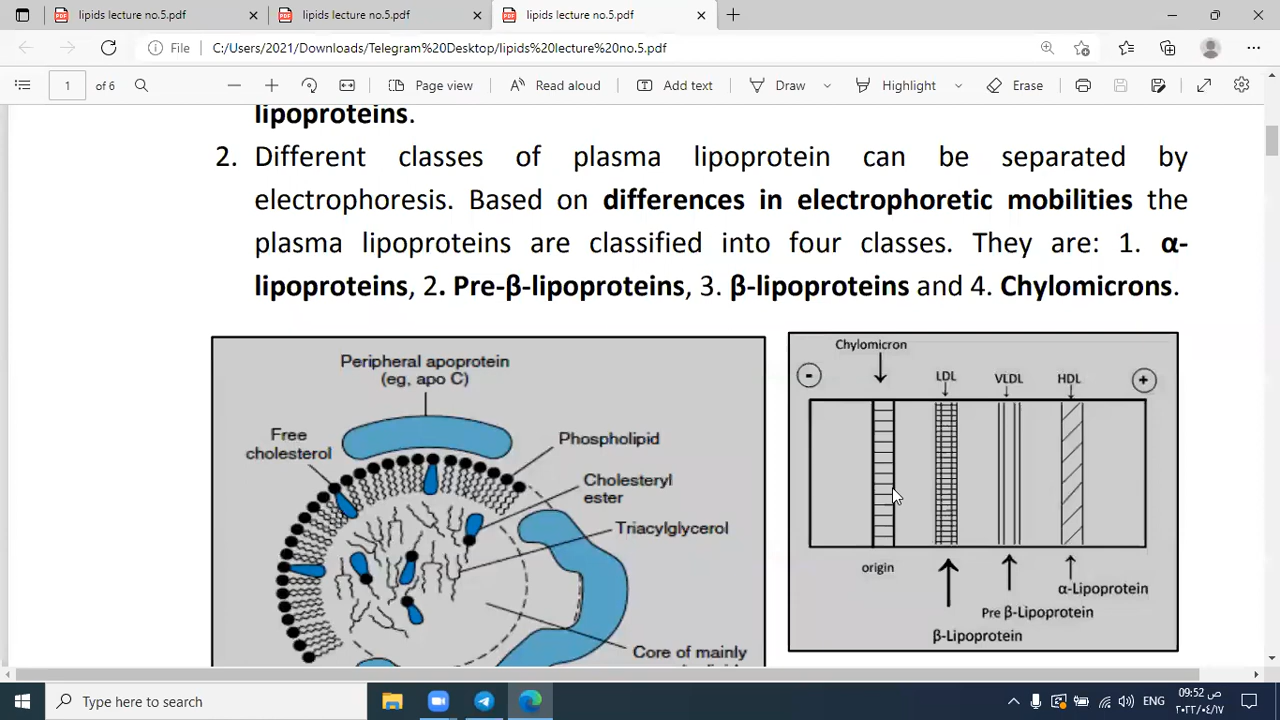 lipids lecture no.5.pdf
lipids lecture no.5.pdf
lipids lecture no.5.pdf
File
C:/Users/2021/Downloads/Telegram%20Desktop/lipids%20lecture%20no.5.pdf
1 of 6
Page view
Read aloud
Add text
Draw
Highlight
Erase
lipoproteins.
2. Different classes of plasma lipoprotein can be separated by
electrophoresis. Based on differences in electrophoretic mobilities the
plasma lipoproteins are classified into four classes. They are: 1. α-
lipoproteins, 2. Pre-β-lipoproteins, 3. β-lipoproteins and 4. Chylomicrons.
Peripheral apoprotein
(eg, apo C)
Free
cholesterol
Phospholipid
Cholesteryl
ester
Triacylglycerol
Core of mainly
Chylomicron
- LDL VLDL HDL +
origin
α-Lipoprotein
Pre β-Lipoprotein
β-Lipoprotein
Type here to search
ENG
09:52 ص
٢٠٢٢/٠٤/١٧